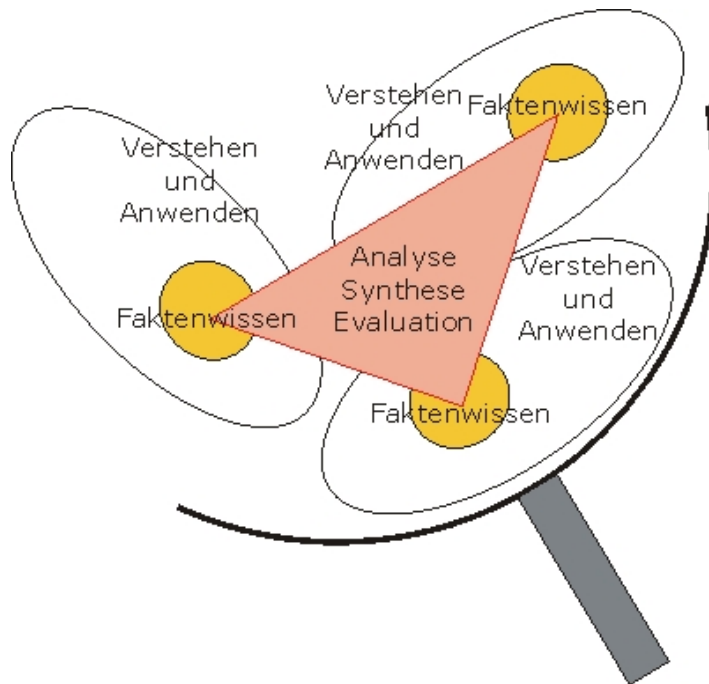 Verstehen
und
Anwenden
Faktenwissen
Verstehen
und
Anwenden
Faktenwissen
Analyse
Synthese
Evaluation
Verstehen
und
Anwenden
Faktenwissen